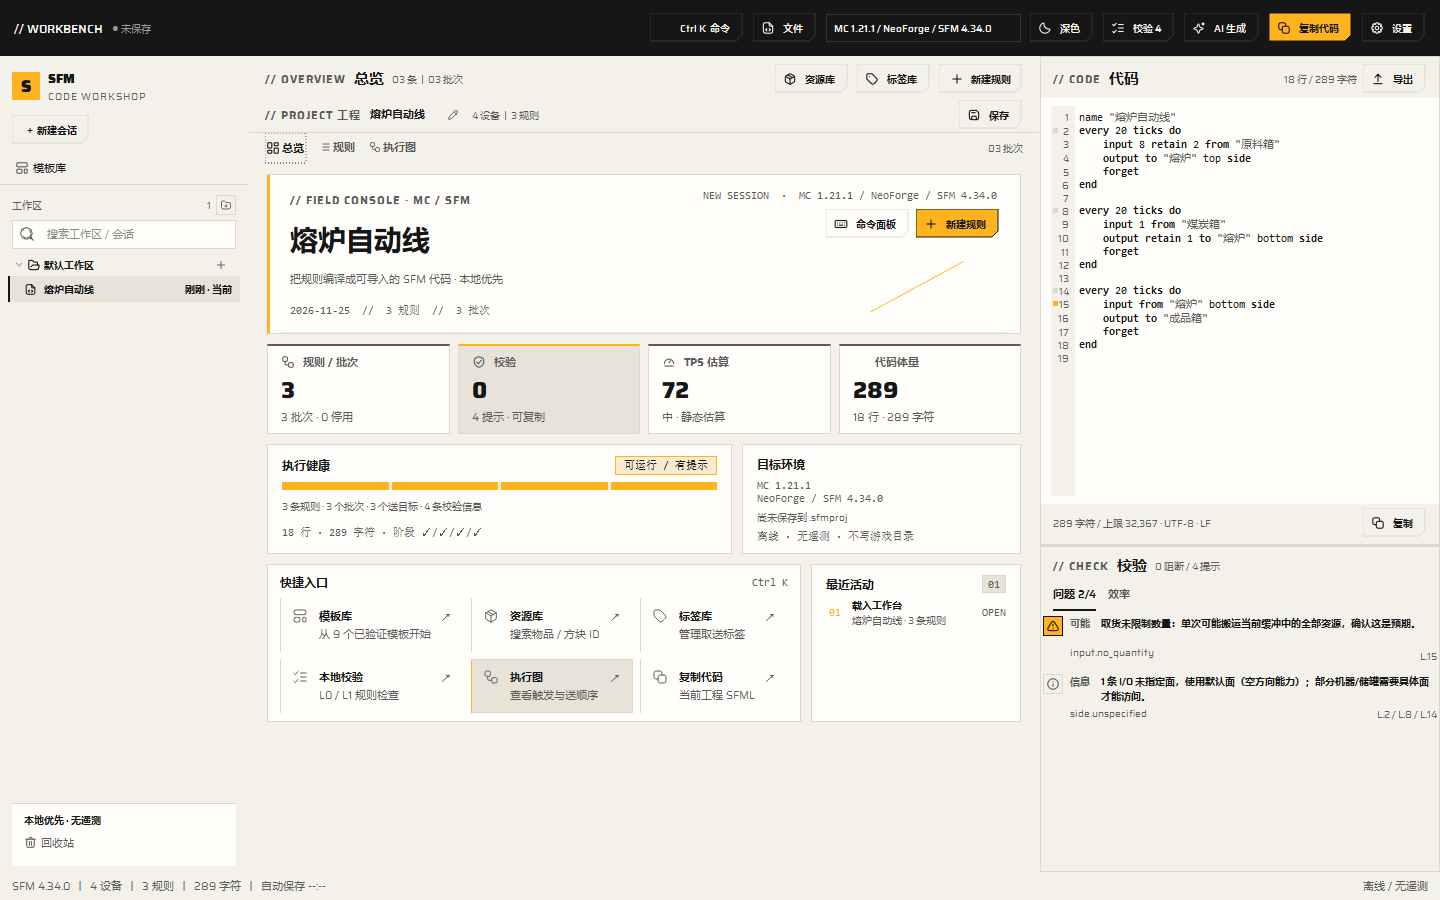 // WORKBENCH 未保存
Ctrl K 命令
文件
MC 1.21.1 / NeoForge / SFM 4.34.0
深色
校验 4
AI 生成
复制代码
设置
S
SFM
CODE WORKSHOP
+ 新建会话
模板库
工作区 1
搜索工作区 / 会话
默认工作区
熔炉自动线 刚刚 · 当前
本地优先 · 无遥测
回收站
// OVERVIEW 总览 03 条 | 03 批次
资源库
标签库
新建规则
// PROJECT 工程 熔炉自动线 4 设备 | 3 规则
保存
总览 规则 执行图 03 批次
// FIELD CONSOLE · MC / SFM
NEW SESSION · MC 1.21.1 / NeoForge / SFM 4.34.0
熔炉自动线
命令面板
新建规则
把规则编译成可导入的 SFM 代码 · 本地优先
2026-11-25 // 3 规则 // 3 批次
规则 / 批次
3
3 批次 · 0 停用
校验
0
4 提示 · 可复制
TPS 估算
72
中 · 静态估算
代码体量
289
18 行 · 289 字符
执行健康 可运行 / 有提示
3 条规则 · 3 个批次 · 3 个送目标 · 4 条校验信息
18 行 · 289 字符 · 阶段 ✓/✓/✓/✓
目标环境
MC 1.21.1
NeoForge / SFM 4.34.0
尚未保存到 .sfmproj
离线 · 无遥测 · 不写游戏目录
快捷入口 Ctrl K
模板库 ↗
从 9 个已验证模板开始
资源库 ↗
搜索物品 / 方块 ID
标签库 ↗
管理取送标签
本地校验 ↗
L0 / L1 规则检查
执行图 ↗
查看触发与送顺序
复制代码 ↗
当前工程 SFML
最近活动 01
01 载入工作台 OPEN
熔炉自动线 · 3 条规则
// CODE 代码 18 行 / 289 字符 导出
1 name "熔炉自动线"
2 every 20 ticks do
3 input 8 retain 2 from "原料箱"
4 output to "熔炉" top side
5 forget
6 end
7
8 every 20 ticks do
9 input 1 from "煤炭箱"
10 output retain 1 to "熔炉" bottom side
11 forget
12 end
13
14 every 20 ticks do
15 input from "熔炉" bottom side
16 output to "成品箱"
17 forget
18 end
19
289 字符 / 上限 32,367 · UTF-8 · LF 复制
// CHECK 校验 0 阻断 / 4 提示
问题 2/4 效率
可能 取货未限制数量：单次可能搬运当前缓冲中的全部资源，确认这是预期。
input.no_quantity L.15
信息 1 条 I/O 未指定面，使用默认面（空方向能力）；部分机器/储罐需要具体面
才能访问。
side.unspecified L.2 / L.8 / L.14
SFM 4.34.0 | 4 设备 | 3 规则 | 289 字符 | 自动保存 --:--
离线 / 无遥测